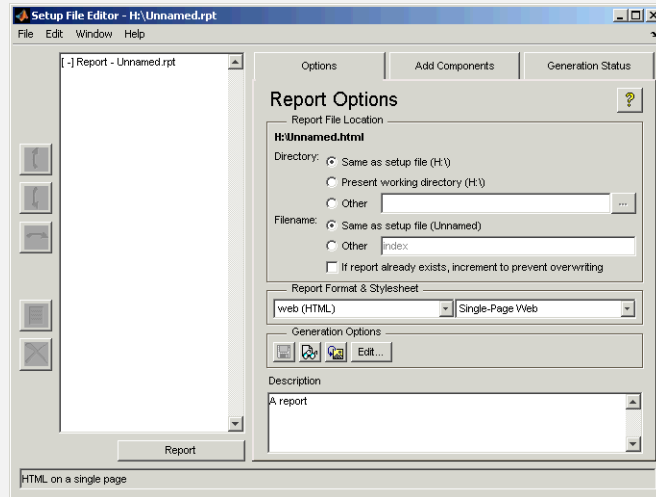 Setup File Editor - H:\Unnamed.rpt
File Edit Window Help
[-] Report - Unnamed.rpt
Options Add Components Generation Status
Report Options
?
Report File Location
H:\Unnamed.html
Directory: Same as setup file (H:\)
Present working directory (H:\)
Other ...
Filename: Same as setup file (Unnamed)
Other index
If report already exists, increment to prevent overwriting
Report Format & Stylesheet
web (HTML) Single-Page Web
Generation Options
Edit...
Description
A report
Report
HTML on a single page